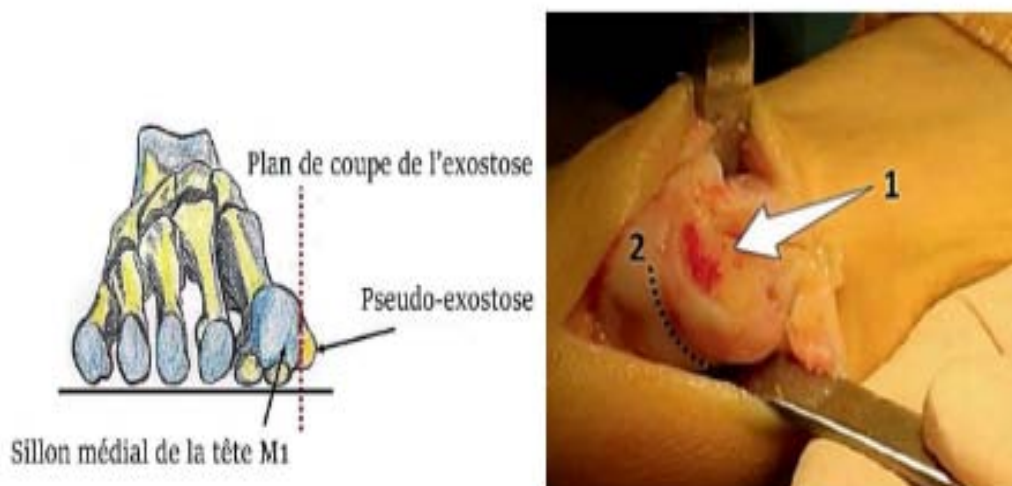 Plan de coupe de l'exostose
Pseudo-exostose
Sillon médial de la tête M1
1
2